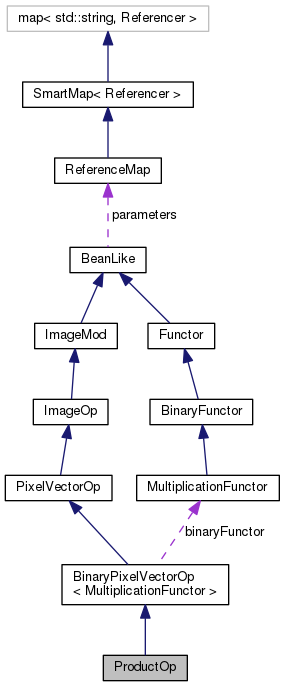 map< std::string, Referencer >
SmartMap< Referencer >
ReferenceMap
parameters
BeanLike
ImageMod
Functor
ImageOp
BinaryFunctor
PixelVectorOp
MultiplicationFunctor
binaryFunctor
BinaryPixelVectorOp
< MultiplicationFunctor >
ProductOp